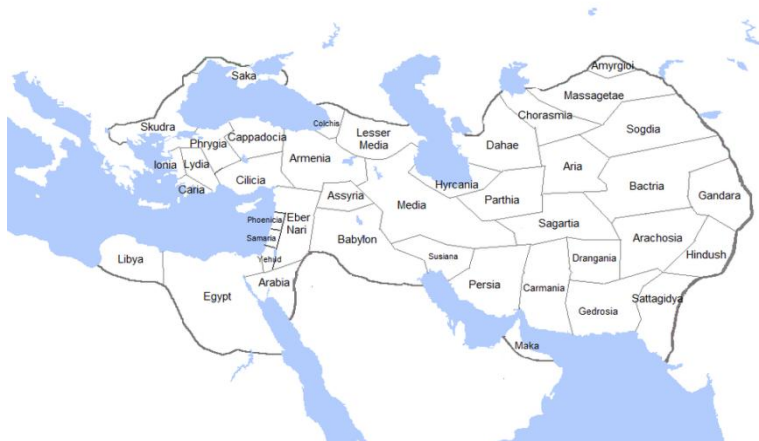 Amyrgioi
Saka
Massagetae
Chorasmia
Colchis
Skudra
Sogdia
Lesser
Media
Cappadocia
Phrygia
Dahae
Armenia
Ionia
Lydia
Aria
Cilicia
Hyrcania
Bactria
Caria
Assyria
Gandara
Parthia
Media
Phoenicia
Eber
Nari
Sagartia
Samaria
Babylon
Arachosia
Hindush
Libya
Yehud
Susiana
Drangania
Arabia
Persia
Carmania
Egypt
Sattagidya
Gedrosia
Maka